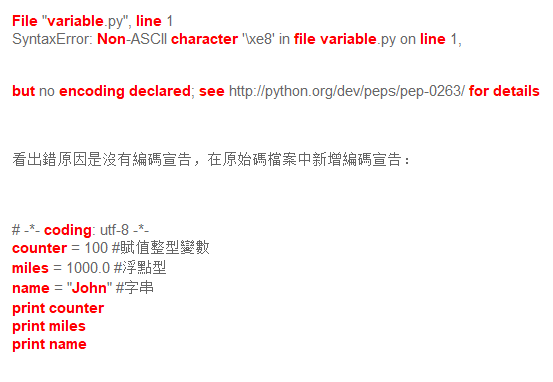 File "variable.py", line 1
SyntaxError: Non-ASCII character '\xe8' in file variable.py on line 1,
but no encoding declared; see http://python.org/dev/peps/pep-0263/ for details
看出錯原因是沒有編碼宣告，在原始碼檔案中新增編碼宣告：
# -*- coding: utf-8 -*-
counter = 100 #賦值整型變數
miles = 1000.0 #浮點型
name = "John" #字串
print counter
print miles
print name